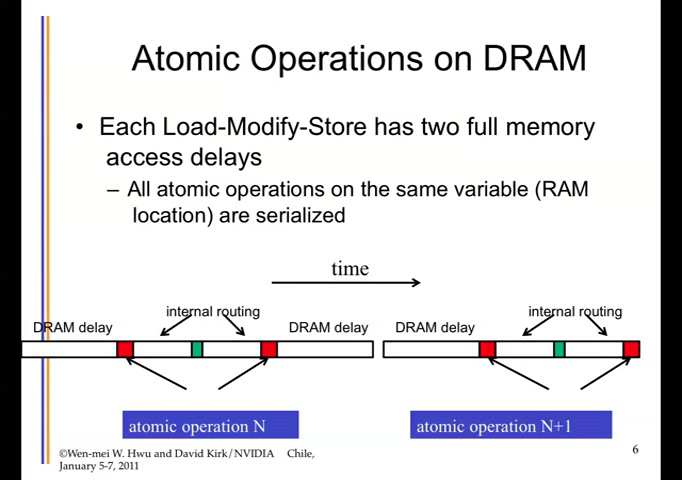 Atomic Operations on DRAM
• Each Load-Modify-Store has two full memory
access delays
– All atomic operations on the same variable (RAM
location) are serialized
time
internal routing
internal routing
DRAM delay
DRAM delay
DRAM delay
atomic operation N
atomic operation N+1
©Wen-mei W. Hwu and David Kirk/NVIDIA Chile,
January 5-7, 2011
6